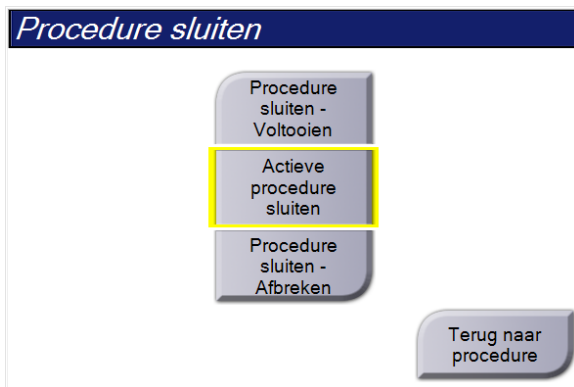 Procedure sluiten
Procedure
sluiten -
Voltooien
Actieve
procedure
sluiten
Procedure
sluiten -
Afbreken
Terug naar
procedure